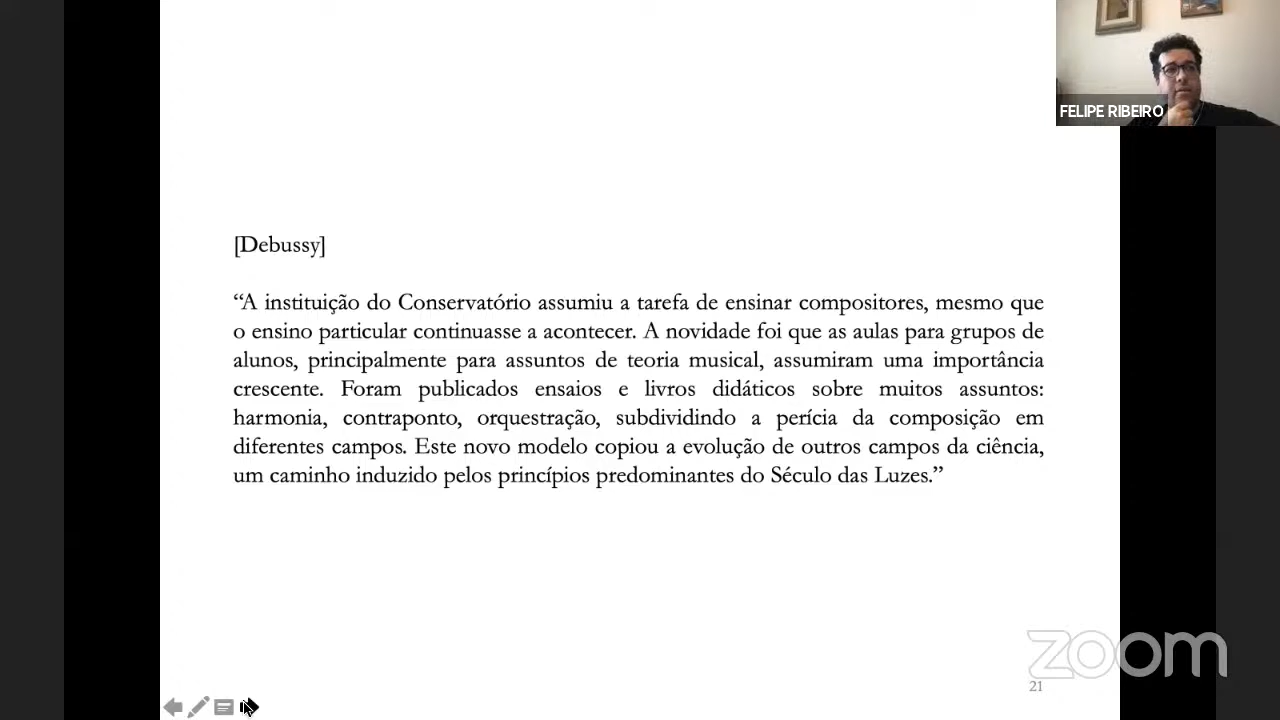 FELIPE RIBEIRO
[Debussy]
“A instituição do Conservatório assumiu a tarefa de ensinar compositores, mesmo que
o ensino particular continuasse a acontecer. A novidade foi que as aulas para grupos de
alunos, principalmente para assuntos de teoria musical, assumiram uma importância
crescente. Foram publicados ensaios e livros didáticos sobre muitos assuntos:
harmonia, contraponto, orquestração, subdividindo a perícia da composição em
diferentes campos. Este novo modelo copiou a evolução de outros campos da ciência,
um caminho induzido pelos princípios predominantes do Século das Luzes.”
zoom
21